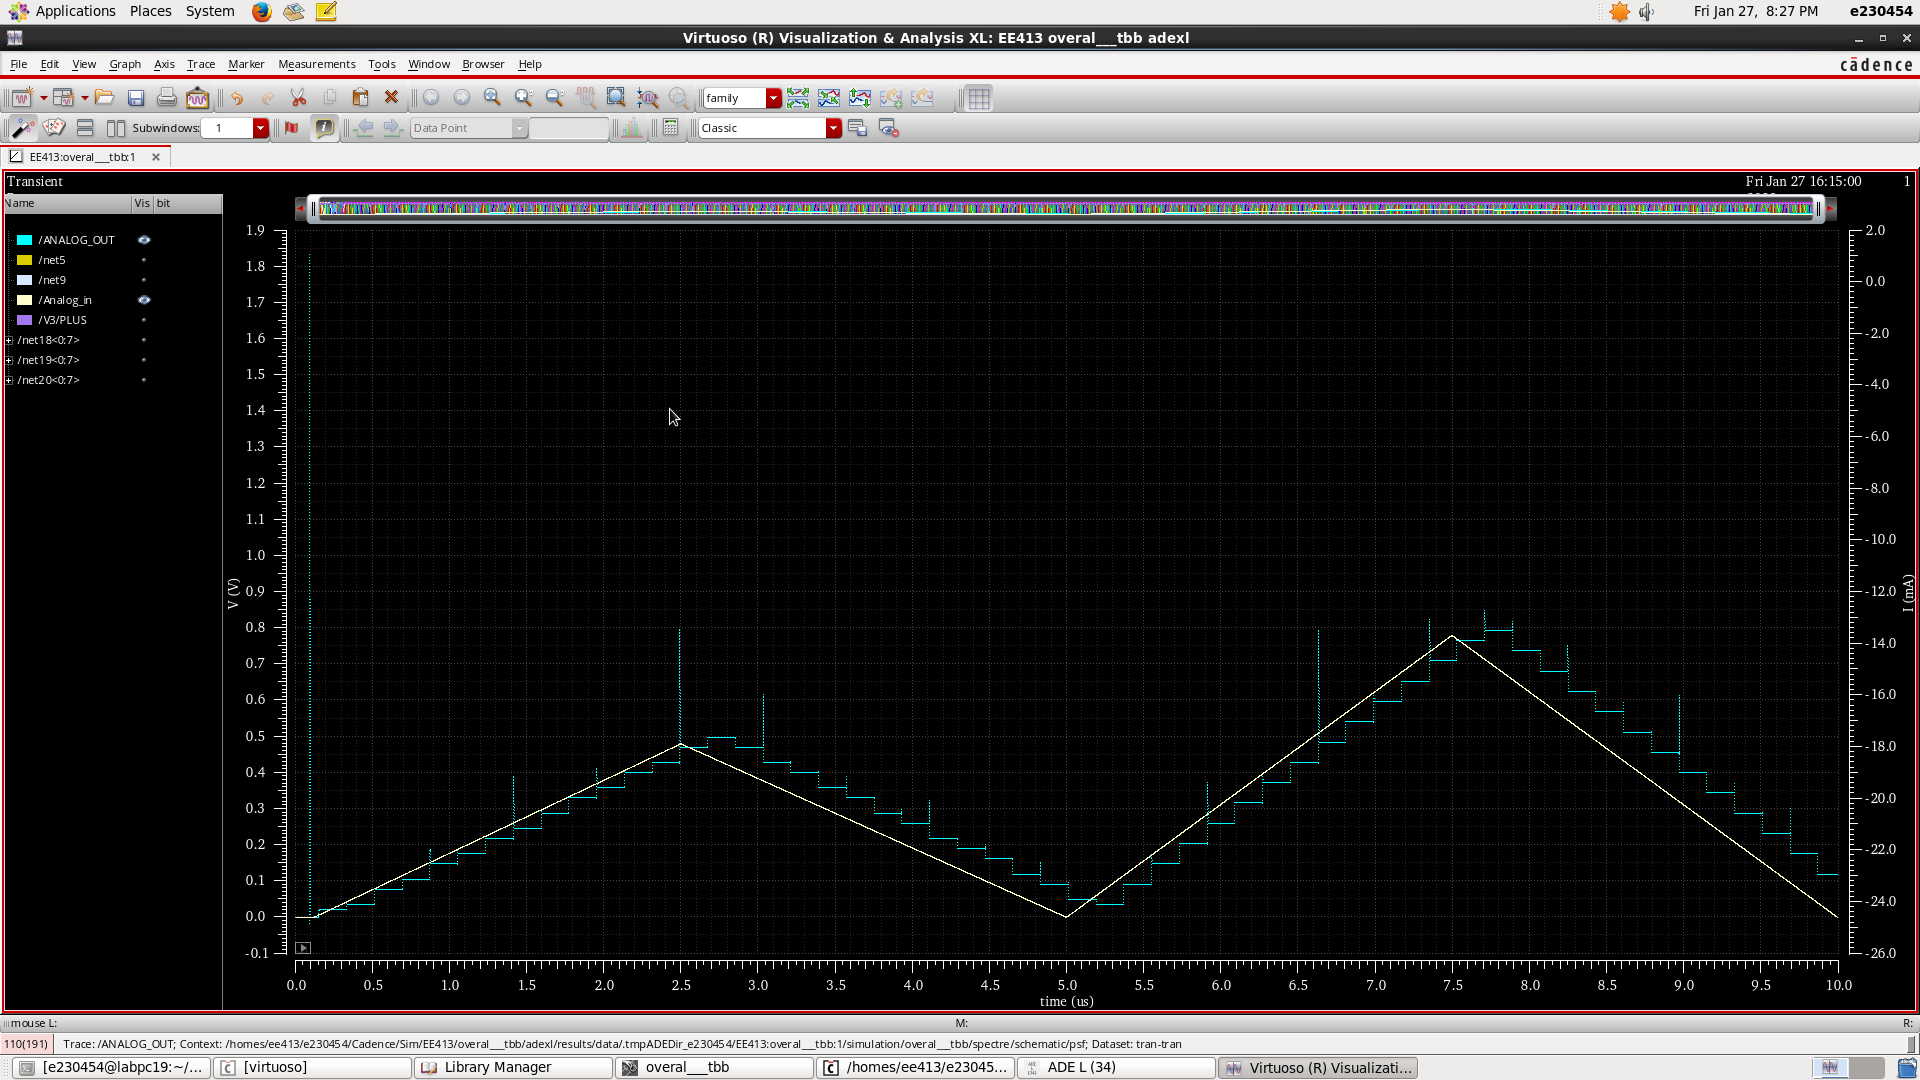 Applications Places System Fri Jan 27, 8:27 PM e230454
Virtuoso (R) Visualization & Analysis XL: EE413 overal___tbb adexl
File Edit View Graph Axis Trace Marker Measurements Tools Window Browser Help cādence
family
Subwindows: 1 Data Point Classic
EE413:overal___tbb:1
Transient Fri Jan 27 16:15:00 1
Name Vis bit
/ANALOG_OUT
/net5
/net9
/Analog_in
/V3/PLUS
/net18<0:7>
/net19<0:7>
/net20<0:7>
V (V)
1.9
1.8
1.7
1.6
1.5
1.4
1.3
1.2
1.1
1.0
0.9
0.8
0.7
0.6
0.5
0.4
0.3
0.2
0.1
0.0
-0.1
2.0
0.0
-2.0
-4.0
-6.0
-8.0
-10.0
-12.0
-14.0
-16.0
-18.0
-20.0
-22.0
-24.0
-26.0
I (mA)
0.0 0.5 1.0 1.5 2.0 2.5 3.0 3.5 4.0 4.5 5.0 5.5 6.0 6.5 7.0 7.5 8.0 8.5 9.0 9.5 10.0
time (us)
mouse L: M: R:
110(191) Trace: /ANALOG_OUT; Context: /homes/ee413/e230454/Cadence/Sim/EE413/overal___tbb/adexl/results/data/.tmpADEDir_e230454/EE413:overal___tbb:1/simulation/overal___tbb/spectre/schematic/psf; Dataset: tran-tran
[e230454@labpc19:~/... [virtuoso] Library Manager overal___tbb /homes/ee413/e23045... ADE L (34) Virtuoso (R) Visualizati...